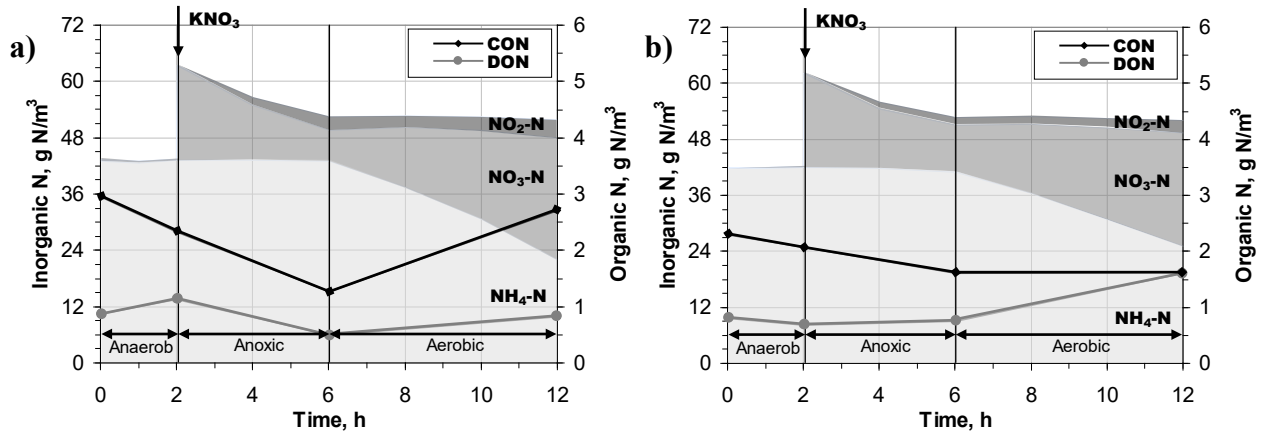 a)
KNO3
72
60
48
36
24
12
0
Inorganic N, g N/m3
6
5
4
3
2
1
0
Organic N, g N/m3
CON
DON
NO2-N
NO3-N
NH4-N
Anaerob
Anoxic
Aerobic
0 2 4 6 8 10 12
Time, h
b)
KNO3
72
60
48
36
24
12
0
Inorganic N, g N/m3
6
5
4
3
2
1
0
Organic N, g N/m3
CON
DON
NO2-N
NO3-N
NH4-N
Anaerob
Anoxic
Aerobic
0 2 4 6 8 10 12
Time, h